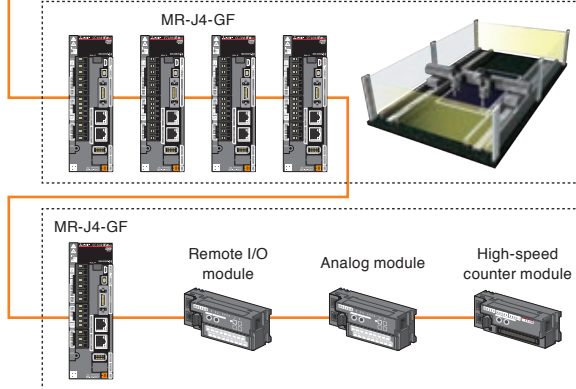 MR-J4-GF
MR-J4-GF
Remote I/O
module
Analog module
High-speed
counter module